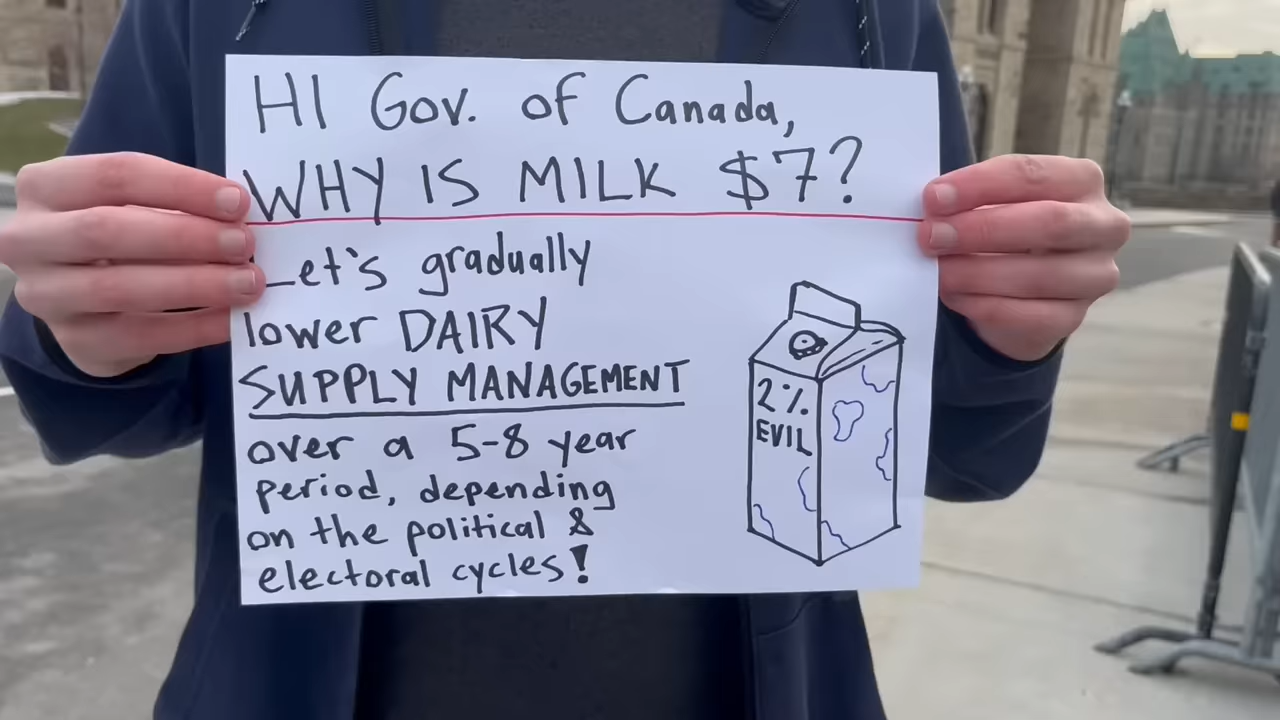 HI Gov. of Canada,
WHY IS MILK $7?
Let's gradually
lower DAIRY
SUPPLY MANAGEMENT
over a 5-8 year
period, depending
on the political &
electoral cycles!
2%
EVIL